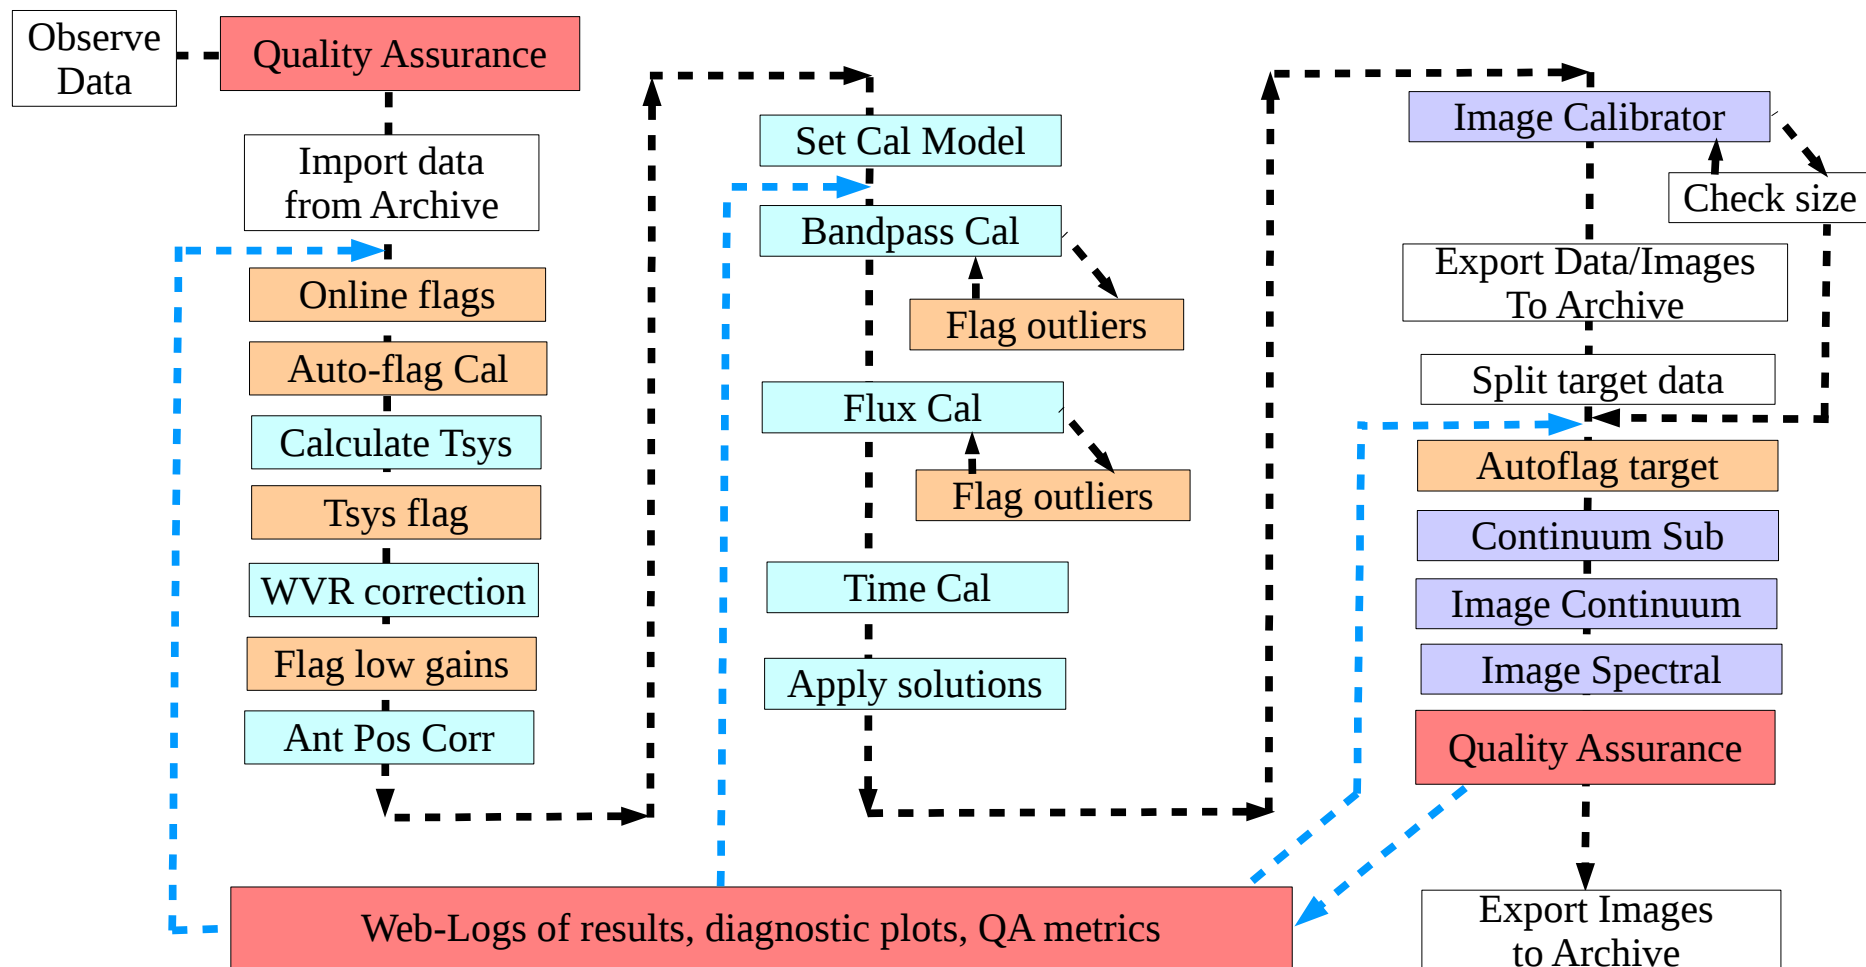 Observe
Data
Quality Assurance
Import data
from Archive
Online flags
Auto-flag Cal
Calculate Tsys
Tsys flag
WVR correction
Flag low gains
Ant Pos Corr
Set Cal Model
Bandpass Cal
Flag outliers
Flux Cal
Flag outliers
Time Cal
Apply solutions
Image Calibrator
Check size
Export Data/Images
To Archive
Split target data
Autoflag target
Continuum Sub
Image Continuum
Image Spectral
Quality Assurance
Export Images
to Archive
Web-Logs of results, diagnostic plots, QA metrics